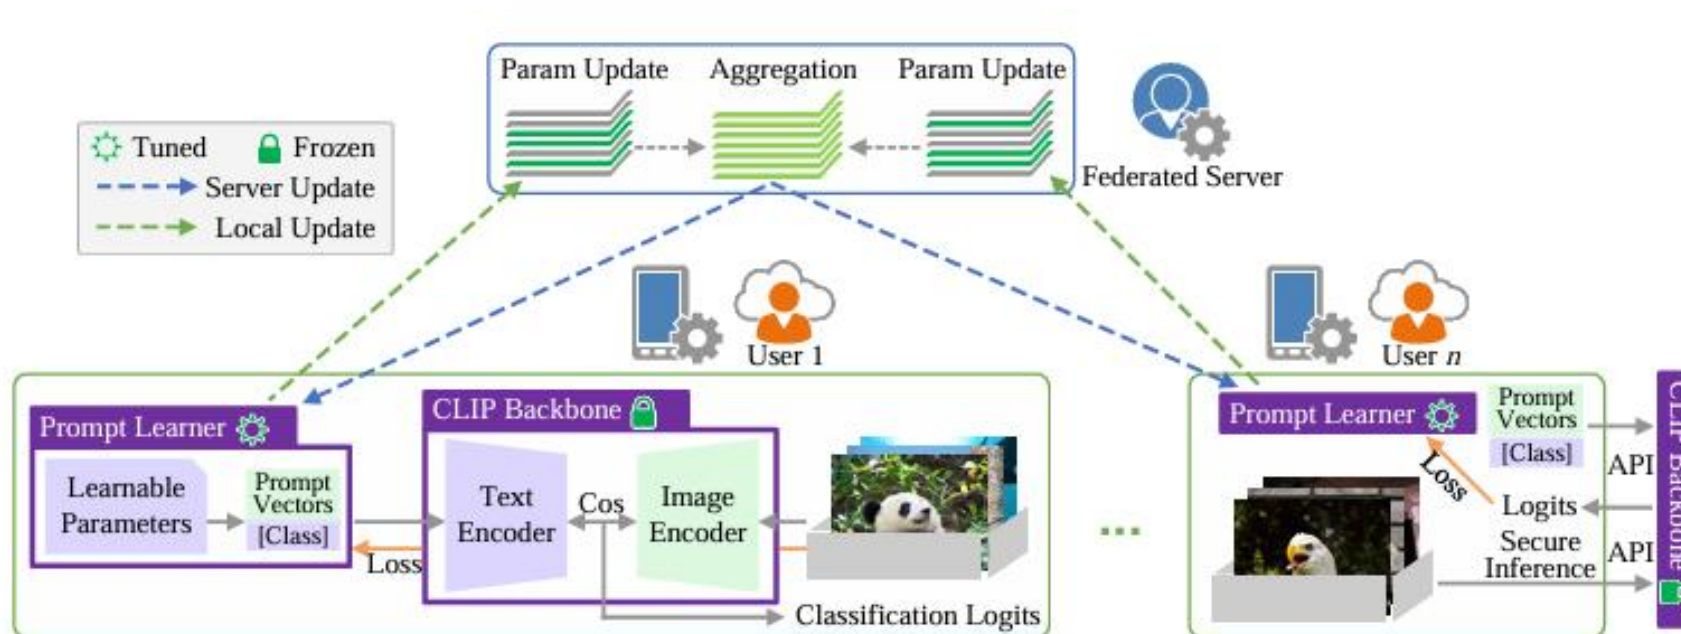 Param Update
Aggregation
Param Update
Tuned
Frozen
Server Update
Local Update
Federated Server
User 1
User n
Prompt Learner
CLIP Backbone
Learnable
Parameters
Prompt
Vectors
[Class]
Text
Encoder
Cos
Image
Encoder
Loss
Classification Logits
Prompt Learner
Prompt
Vectors
[Class]
Loss
API
Logits
Secure
Inference
API
CLIP Backbone